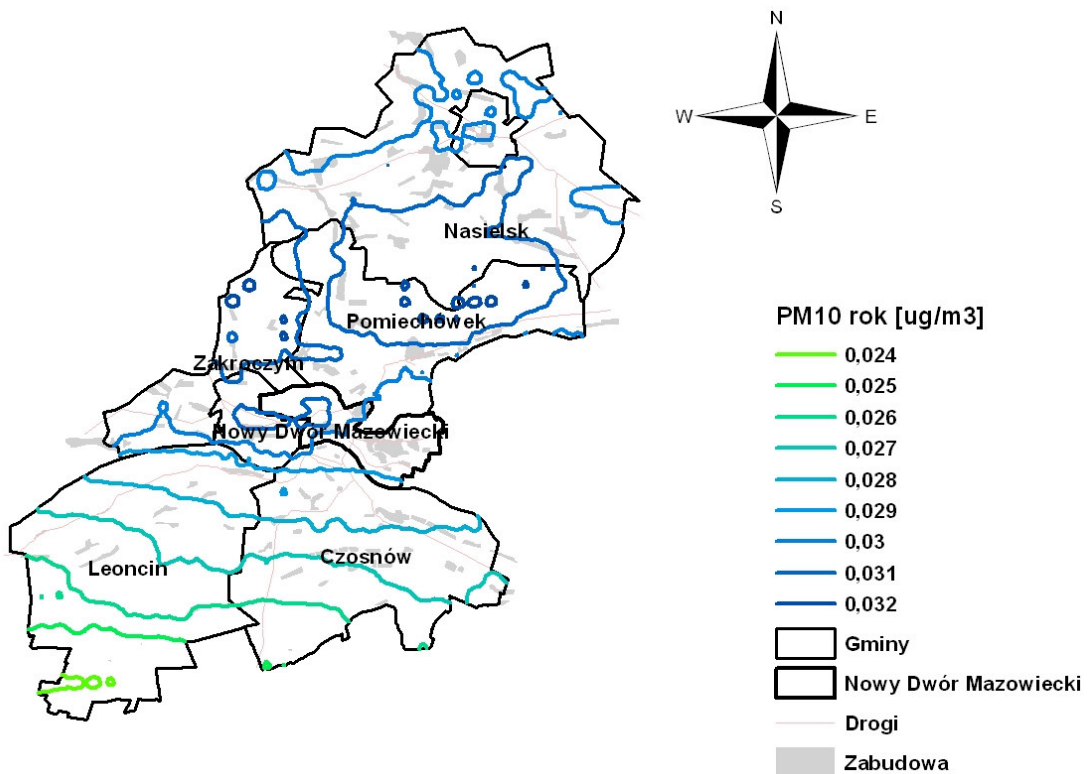 N
W
E
S
Nasielsk
Pomiechówek
Zakroczym
Nowy Dwór Mazowiecki
Leoncin
Czosnów
PM10 rok [ug/m3]
0,024
0,025
0,026
0,027
0,028
0,029
0,03
0,031
0,032
Gminy
Nowy Dwór Mazowiecki
Drogi
Zabudowa